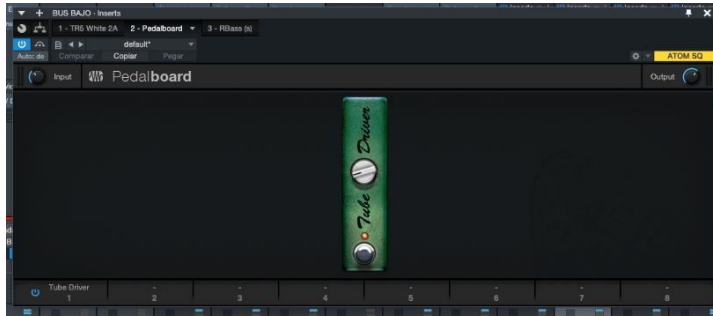 BUS BAJO - Inserts
1 - TR6 White 2A 2 - Pedalboard 3 - RBass (s)
default*
Auto: de Comparar Copiar Pegar ATOM SQ
Input Pedalboard Output
Tube Driver
Tube Driver - - - - - - -
1 2 3 4 5 6 7 8